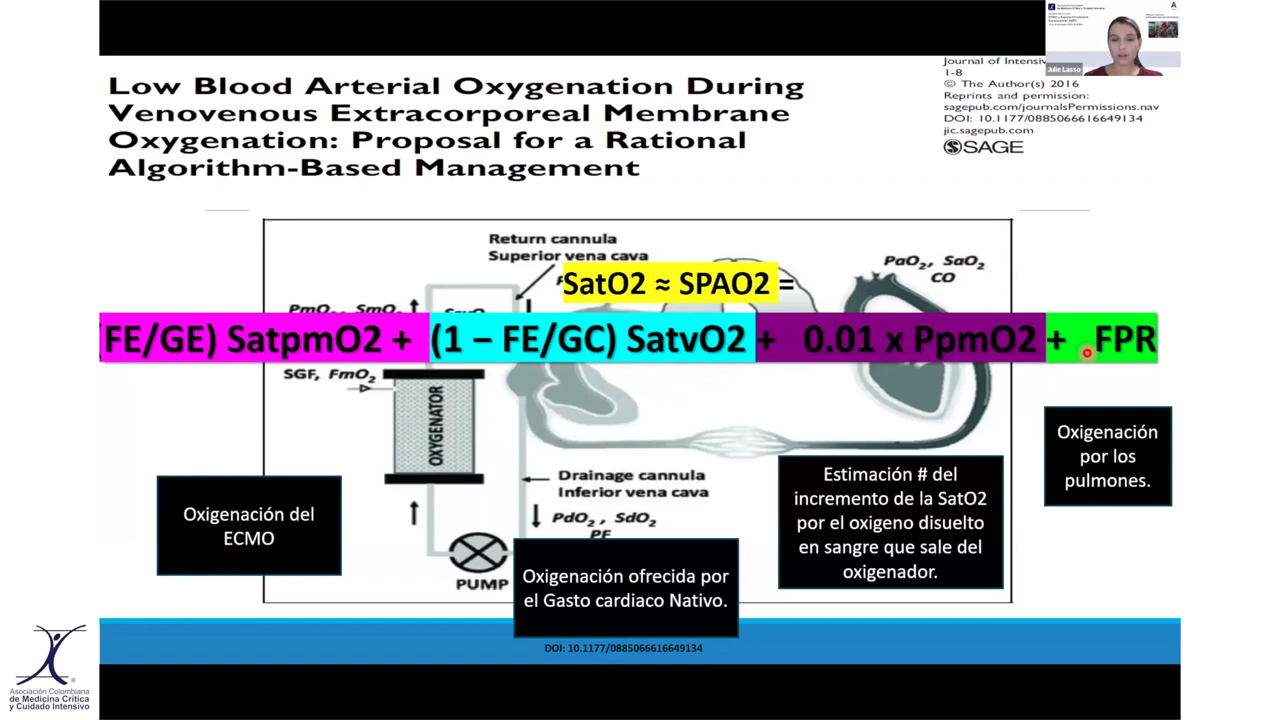 Julie Lasso
Low Blood Arterial Oxygenation During
Venovenous Extracorporeal Membrane
Oxygenation: Proposal for a Rational
Algorithm-Based Management
Journal of Intensiv
1-8
© The Author(s) 2016
Reprints and permission:
sagepub.com/journalsPermissions.nav
DOI: 10.1177/0885066616649134
jic.sagepub.com
SAGE
Return cannula
Superior vena cava
SatO2 ≈ SPAO2 =
PaO2, SaO2
CO
(FE/GE) SatpmO2 + (1 – FE/GC) SatvO2 + 0.01 x PpmO2 + FPR
SGF, FmO2
OXYGENATOR
Oxigenación
por los
pulmones.
Drainage cannula
Inferior vena cava
PdO2, SdO2
PF
Estimación # del
incremento de la SatO2
por el oxigeno disuelto
en sangre que sale del
oxigenador.
Oxigenación del
ECMO
PUMP
Oxigenación ofrecida por
el Gasto cardiaco Nativo.
DOI: 10.1177/0885066616649134
Asociación Colombiana
de Medicina Crítica
y Cuidado Intensivo